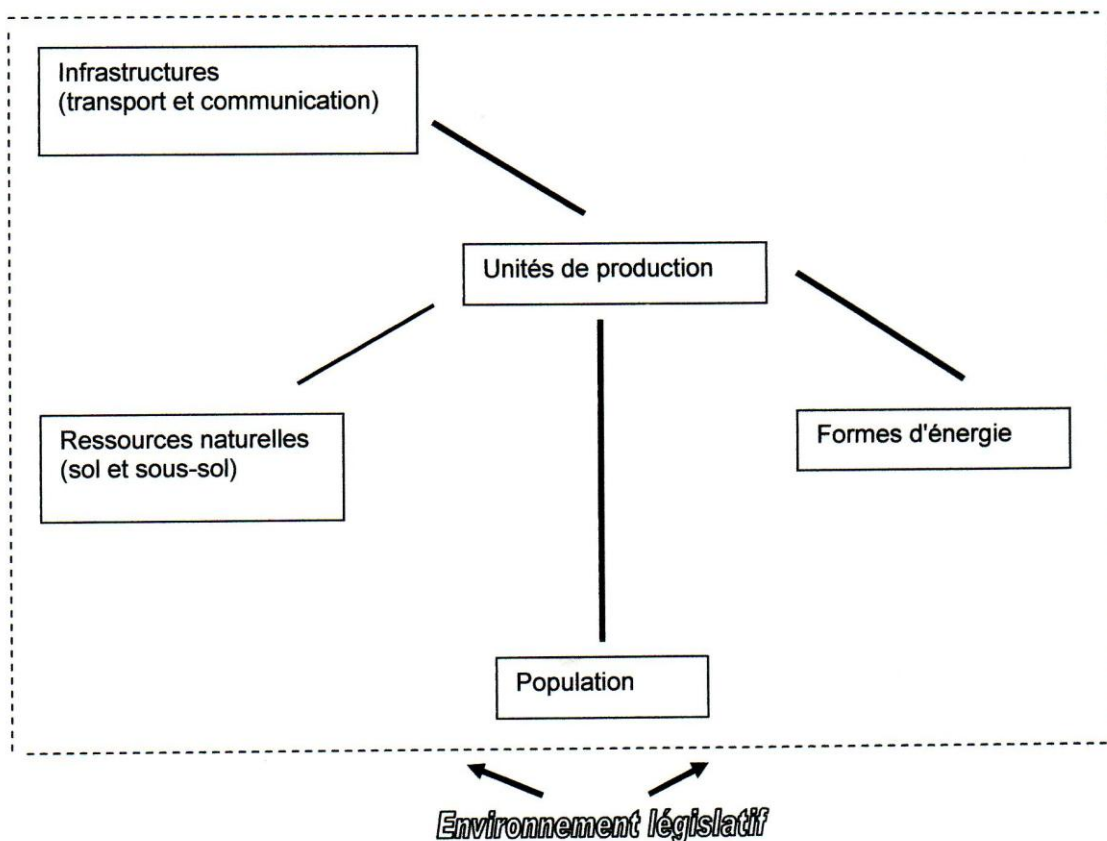 Infrastructures
(transport et communication)
Unités de production
Ressources naturelles
(sol et sous-sol)
Formes d'énergie
Population
Environnement législatif